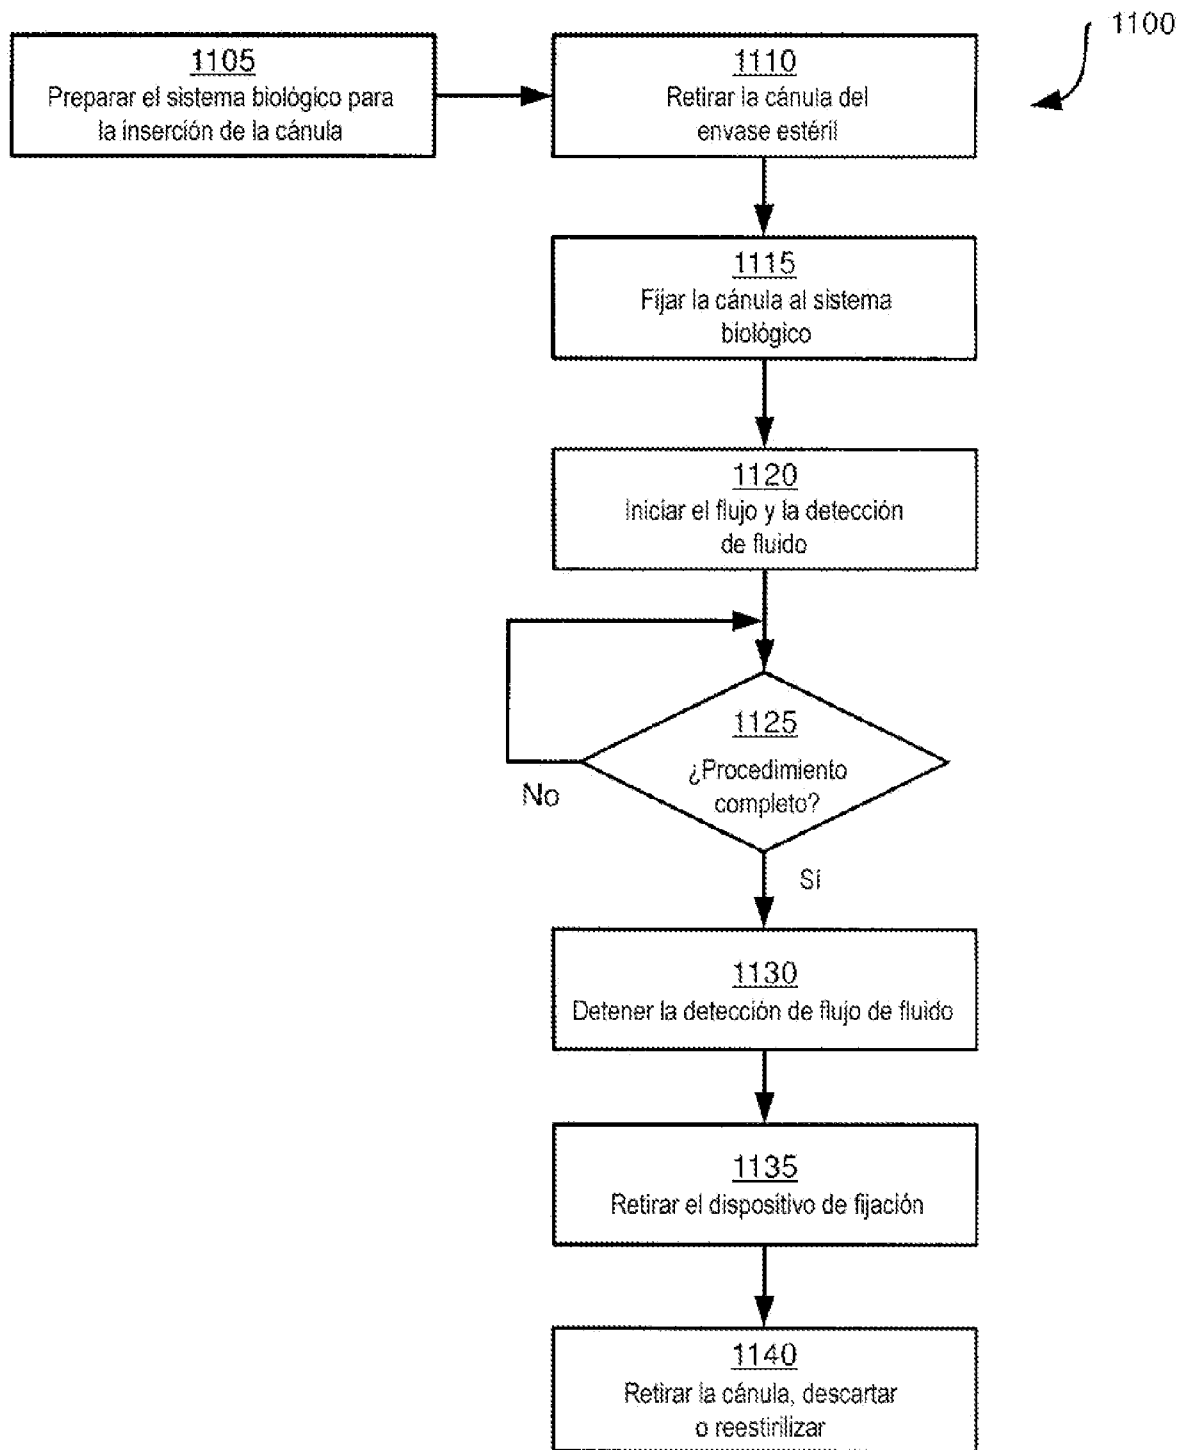 1100
1105
Preparar el sistema biológico para
la inserción de la cánula
1110
Retirar la cánula del
envase estéril
1115
Fijar la cánula al sistema
biológico
1120
Iniciar el flujo y la detección
de fluido
1125
¿Procedimiento
completo?
No
Sí
1130
Detener la detección de flujo de fluido
1135
Retirar el dispositivo de fijación
1140
Retirar la cánula, descartar
o reestirilizar